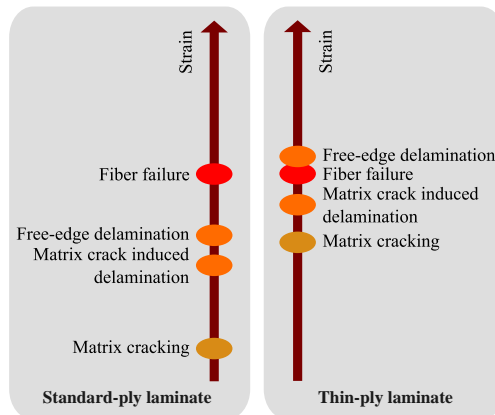 Strain
Fiber failure
Free-edge delamination
Matrix crack induced
delamination
Matrix cracking
Standard-ply laminate
Strain
Free-edge delamination
Fiber failure
Matrix crack induced
delamination
Matrix cracking
Thin-ply laminate